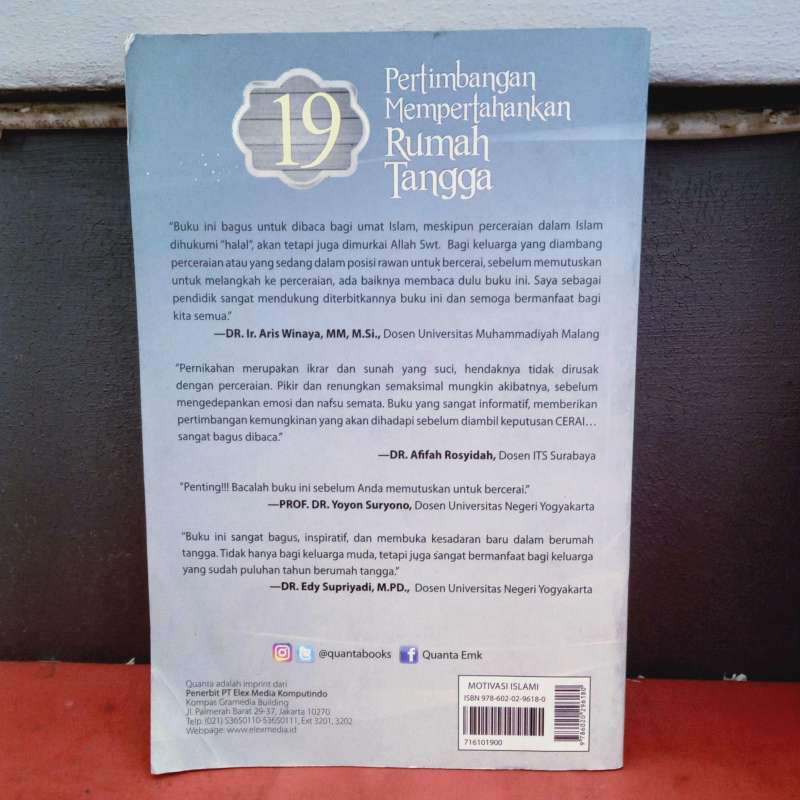 19
Pertimbangan
Mempertahankan
Rumah
Tangga
“Buku ini bagus untuk dibaca bagi umat Islam, meskipun perceraian dalam Islam
dihukumi “halal”, akan tetapi juga dimurkai Allah Swt. Bagi keluarga yang diambang
perceraian atau yang sedang dalam posisi rawan untuk bercerai, sebelum memutuskan
untuk melangkah ke perceraian, ada baiknya membaca dulu buku ini. Saya sebagai
pendidik sangat mendukung diterbitkannya buku ini dan semoga bermanfaat bagi
kita semua.”
—DR. Ir. Aris Winaya, MM, M.Si., Dosen Universitas Muhammadiyah Malang
“Pernikahan merupakan ikrar dan sunah yang suci, hendaknya tidak dirusak
dengan perceraian. Pikir dan renungkan semaksimal mungkin akibatnya, sebelum
mengedepankan emosi dan nafsu semata. Buku yang sangat informatif, memberikan
pertimbangan kemungkinan yang akan dihadapi sebelum diambil keputusan CERAI…
sangat bagus dibaca.”
—DR. Afifah Rosyidah, Dosen ITS Surabaya
“Penting!!! Bacalah buku ini sebelum Anda memutuskan untuk bercerai.”
—PROF. DR. Yoyon Suryono, Dosen Universitas Negeri Yogyakarta
“Buku ini sangat bagus, inspiratif, dan membuka kesadaran baru dalam berumah
tangga. Tidak hanya bagi keluarga muda, tetapi juga sangat bermanfaat bagi keluarga
yang sudah puluhan tahun berumah tangga.”
—DR. Edy Supriyadi, M.PD., Dosen Universitas Negeri Yogyakarta
@quantabooks Quanta Emk
Quanta adalah imprint dari
Penerbit PT Elex Media Komputindo
Kompas Gramedia Building
Jl. Palmerah Barat 29-37, Jakarta 10270
Telp. (021) 53650110-53650111, Ext 3201, 3202
Webpage: www.elexmedia.id
MOTIVASI ISLAMI
ISBN 978-602-02-9618-0
716101900
9786020296180